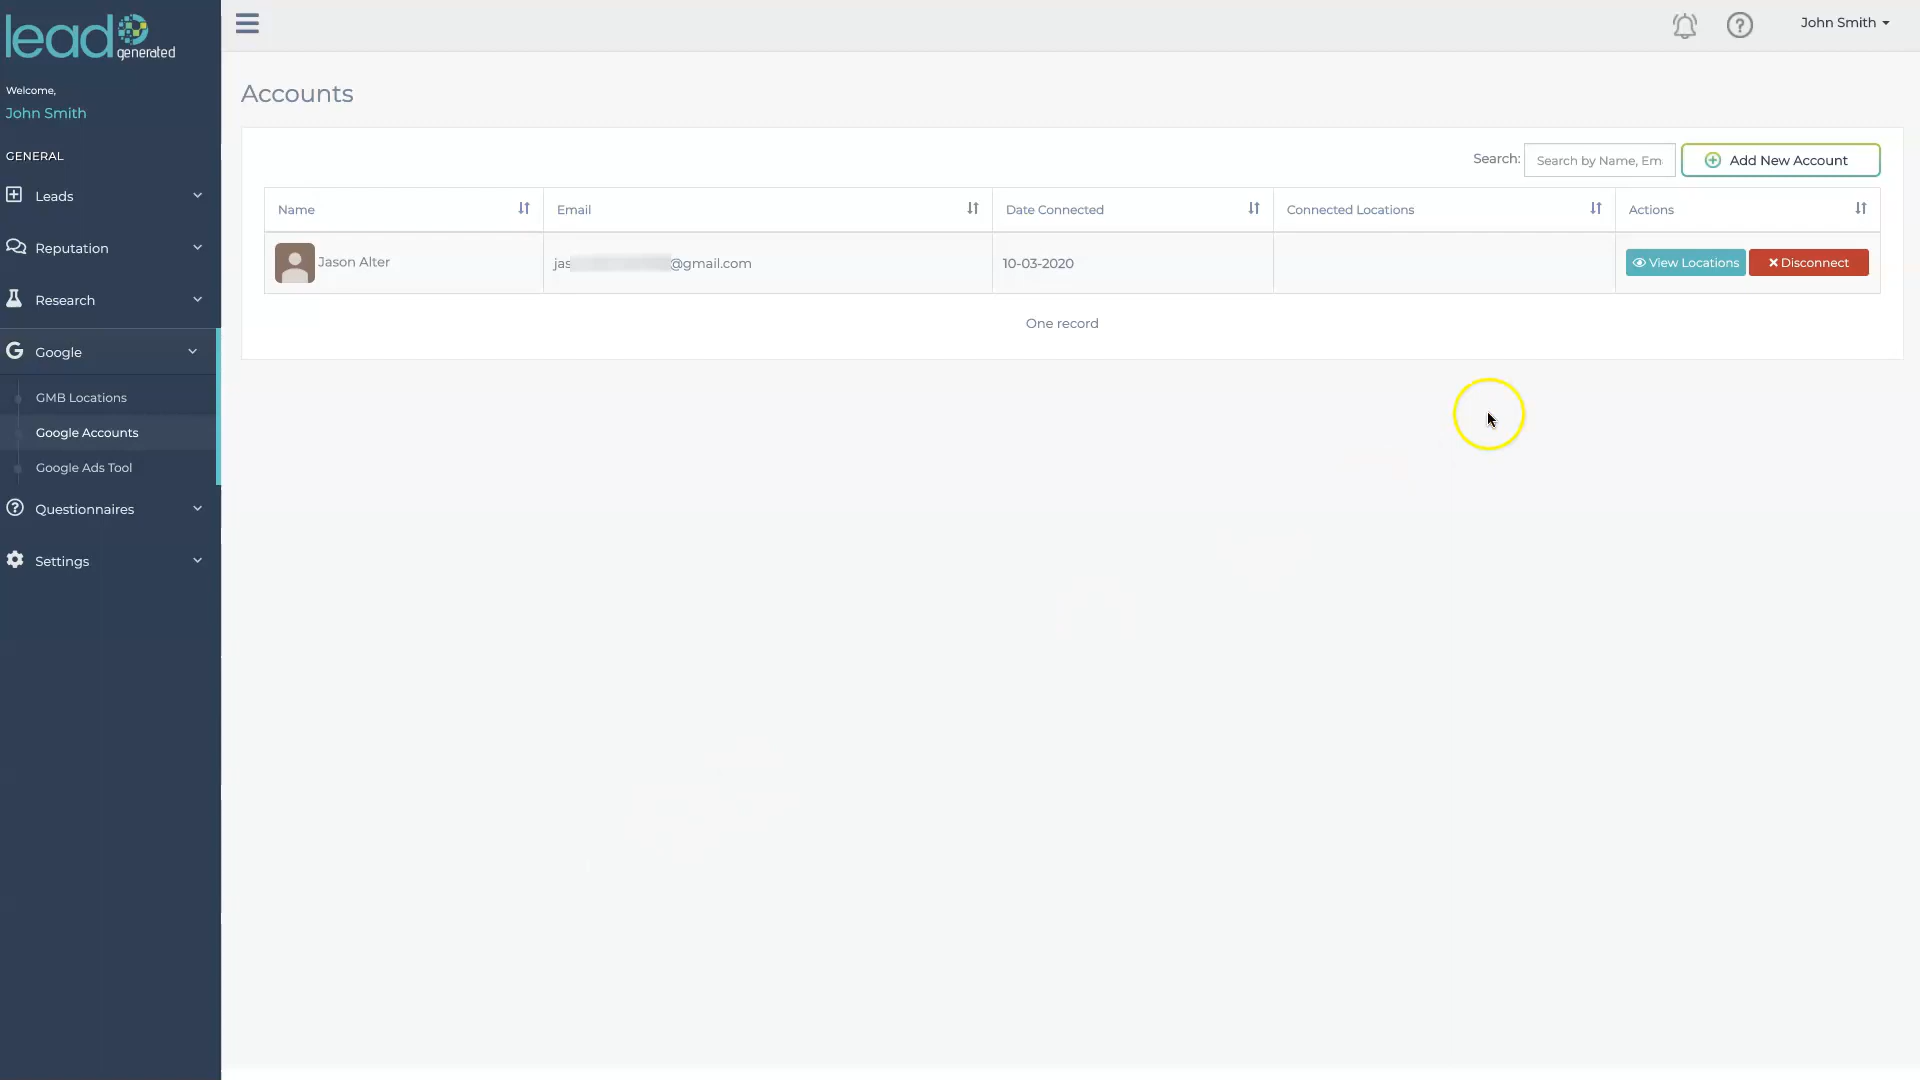 lead
generated
John Smith
Welcome,
John Smith
Accounts
GENERAL
Search: Search by Name, Em
Add New Account
Leads
Name Email Date Connected Connected Locations Actions
Reputation
Jason Alter jas @gmail.com 10-03-2020 View Locations Disconnect
Research
One record
Google
GMB Locations
Google Accounts
Google Ads Tool
Questionnaires
Settings